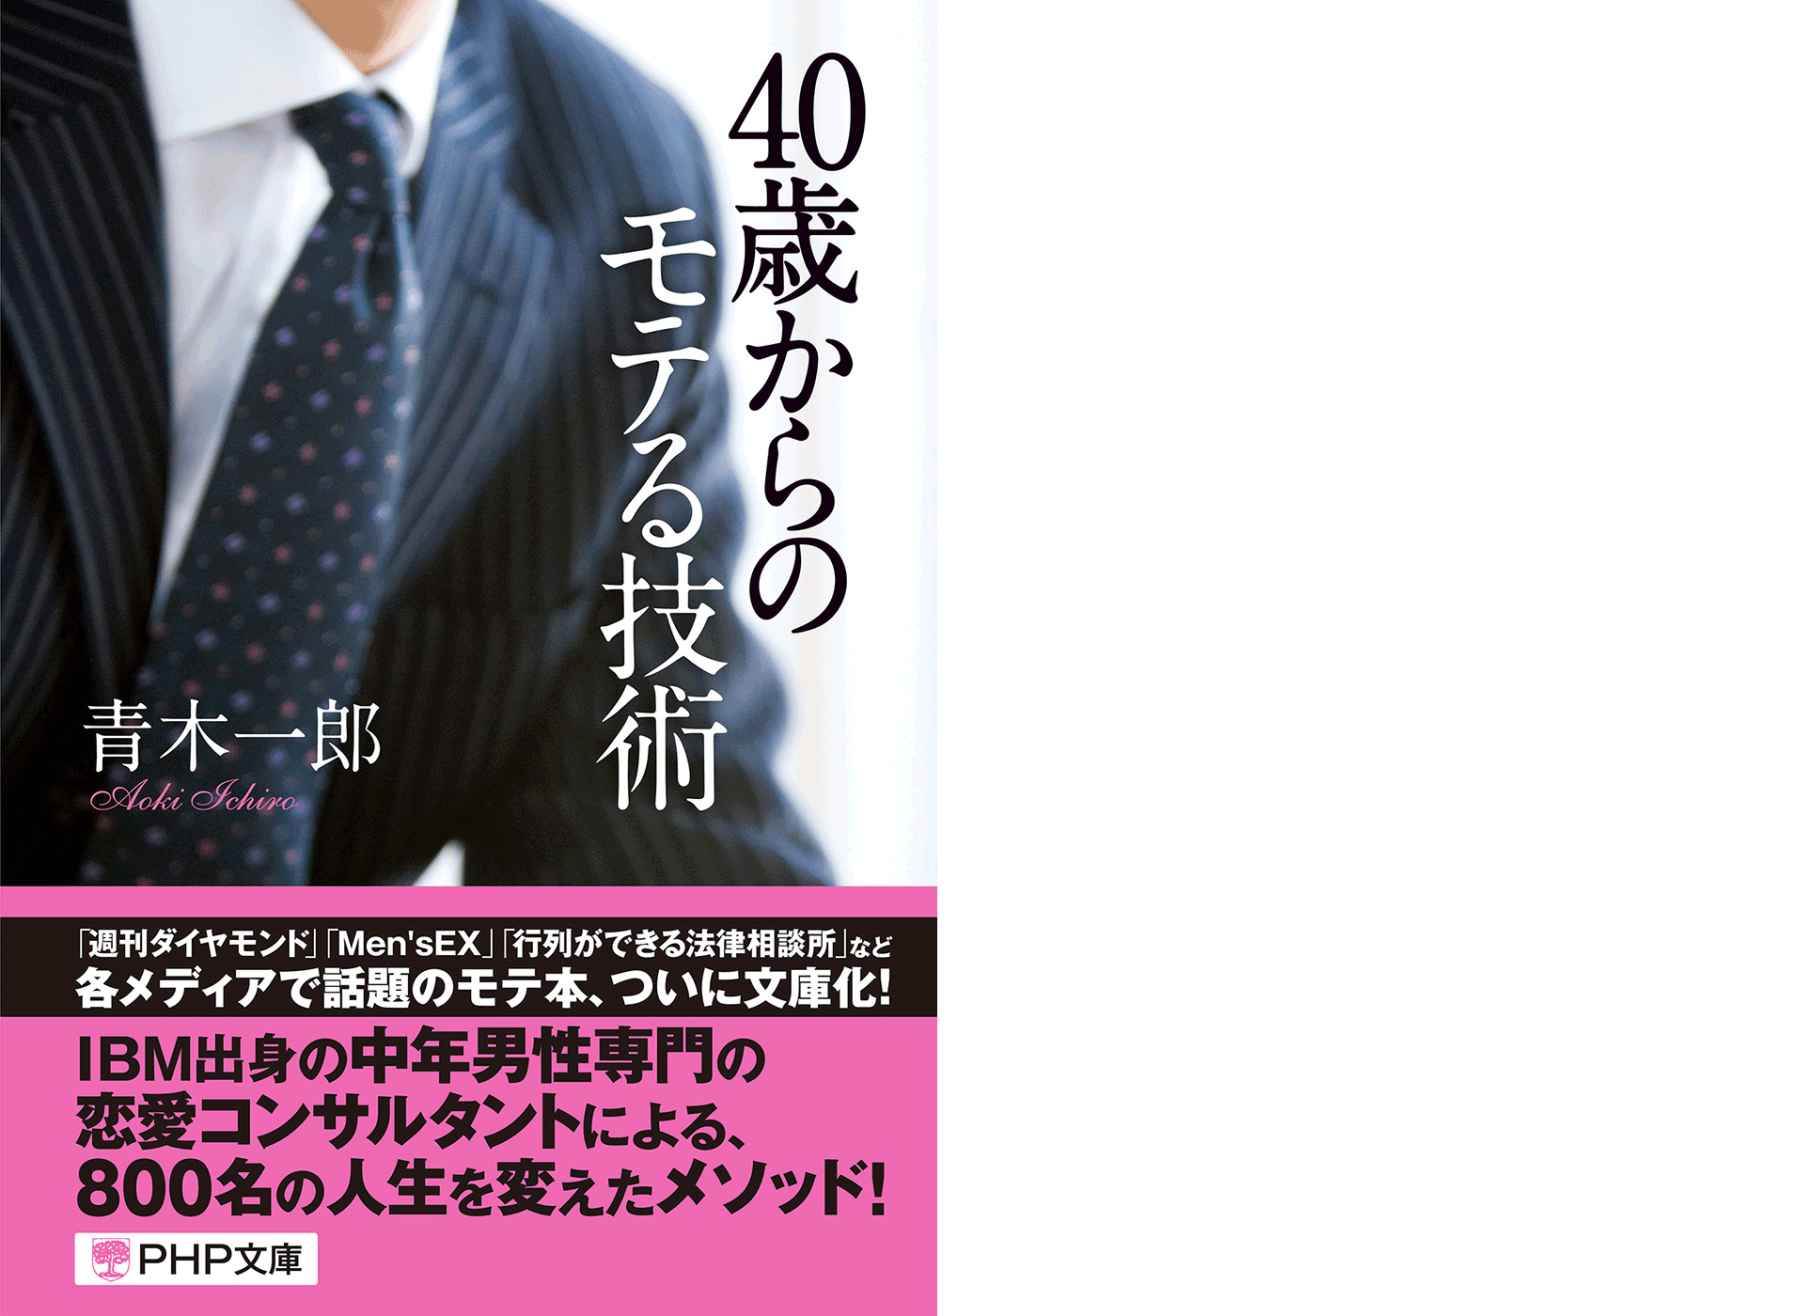 40歳からの
モテる技術
青木一郎
Aoki Ichiro
「週刊ダイヤモンド」「Men'sEX」「行列ができる法律相談所」など
各メディアで話題のモテ本、ついに文庫化!
IBM出身の中年男性専門の
恋愛コンサルタントによる、
800名の人生を変えたメソッド!
PHP文庫